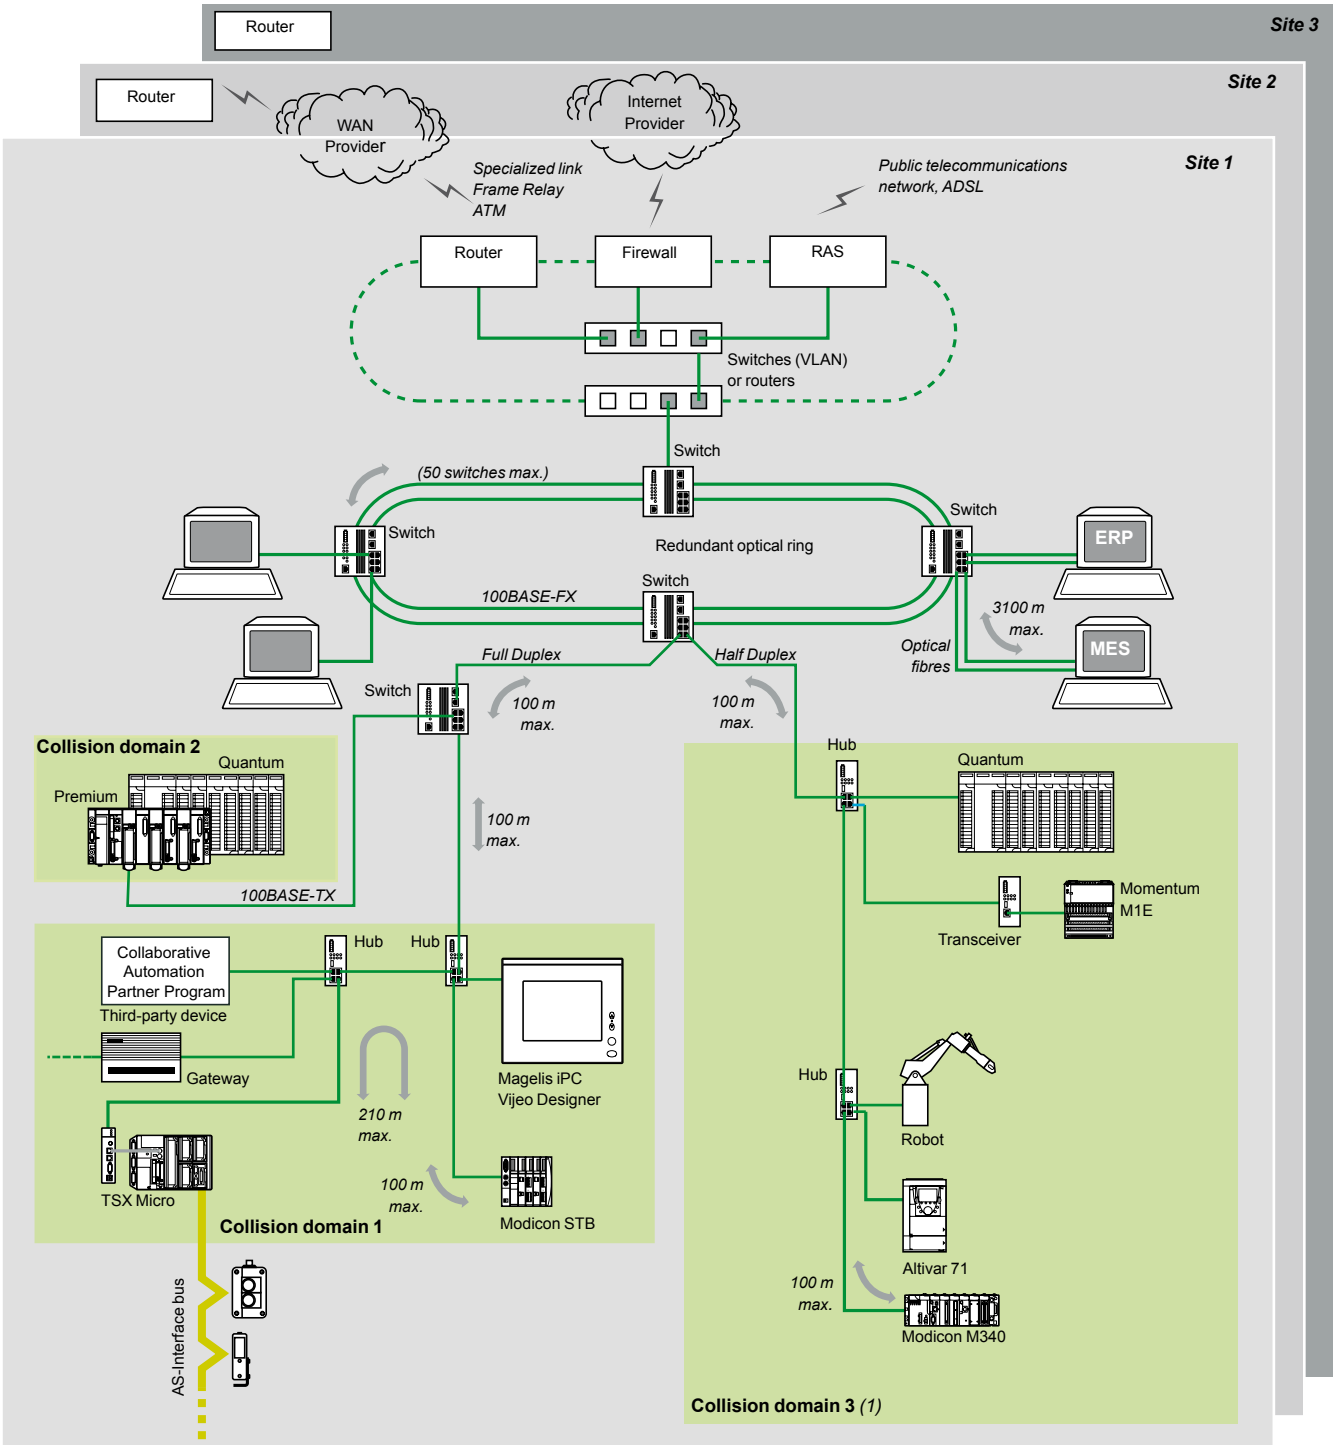 Router
Site 3
Router
Site 2
WAN
Provider
Internet
Provider
Site 1
Specialized link
Frame Relay
ATM
Public telecommunications
network, ADSL
Router
Firewall
RAS
Switches (VLAN)
or routers
Switch
(50 switches max.)
Switch
Switch
Redundant optical ring
ERP
Switch
100BASE-FX
3100 m
max.
Optical
fibres
MES
Full Duplex
Half Duplex
Switch
100 m
max.
100 m
max.
Collision domain 2
Quantum
Premium
100 m
max.
100BASE-TX
Hub
Quantum
Momentum
M1E
Transceiver
Collaborative
Automation
Partner Program
Third-party device
Hub
Hub
Gateway
Magelis iPC
Vijeo Designer
210 m
max.
TSX Micro
100 m
max.
Modicon STB
Collision domain 1
Hub
Robot
Altivar 71
100 m
max.
Modicon M340
AS-Interface bus
Collision domain 3 (1)